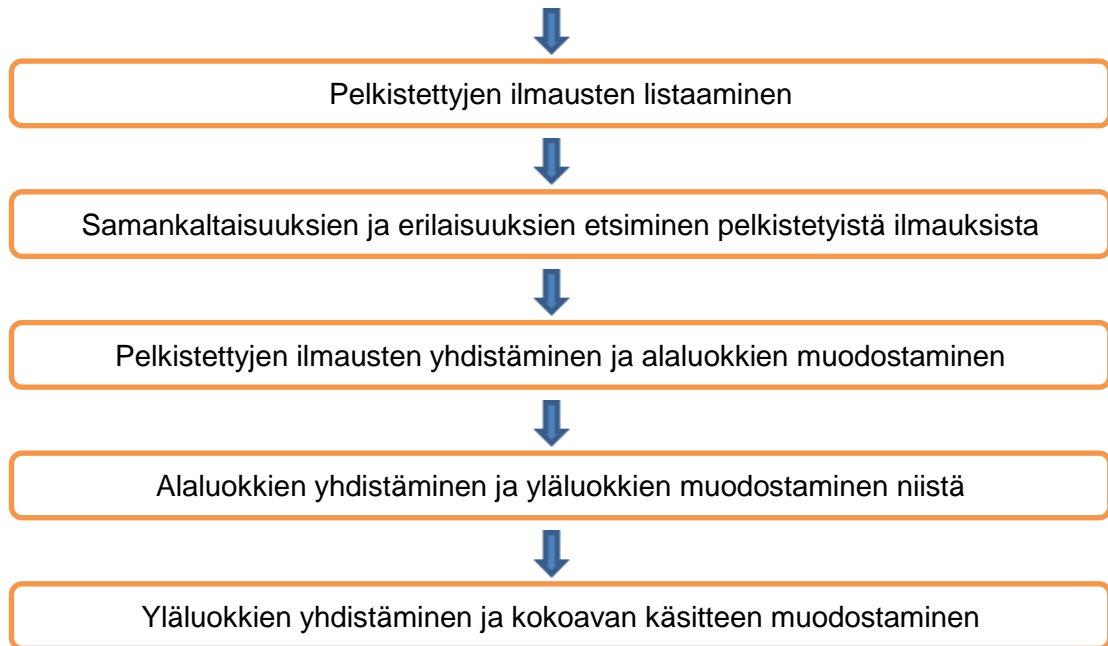 Pelkistettyjen ilmausten listaaminen
Samankaltaisuuksien ja erilaisuuksien etsiminen pelkistetyistä ilmauksista
Pelkistettyjen ilmausten yhdistäminen ja alaluokkien muodostaminen
Alaluokkien yhdistäminen ja yläluokkien muodostaminen niistä
Yläluokkien yhdistäminen ja kokoavan käsitteen muodostaminen